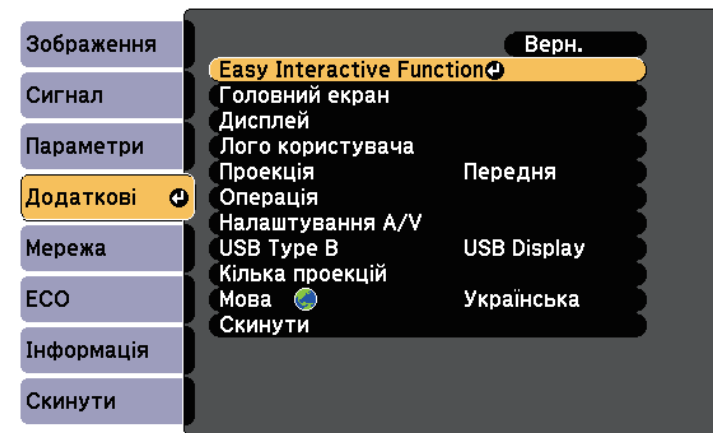 Зображення
Сигнал
Параметри
Додаткові
Мережа
ECO
Інформація
Скинути
Верн.
Easy Interactive Function
Головний екран
Дисплей
Лого користувача
Проекція Передня
Операція
Налаштування A/V
USB Type B USB Display
Кілька проекцій
Мова Українська
Скинути